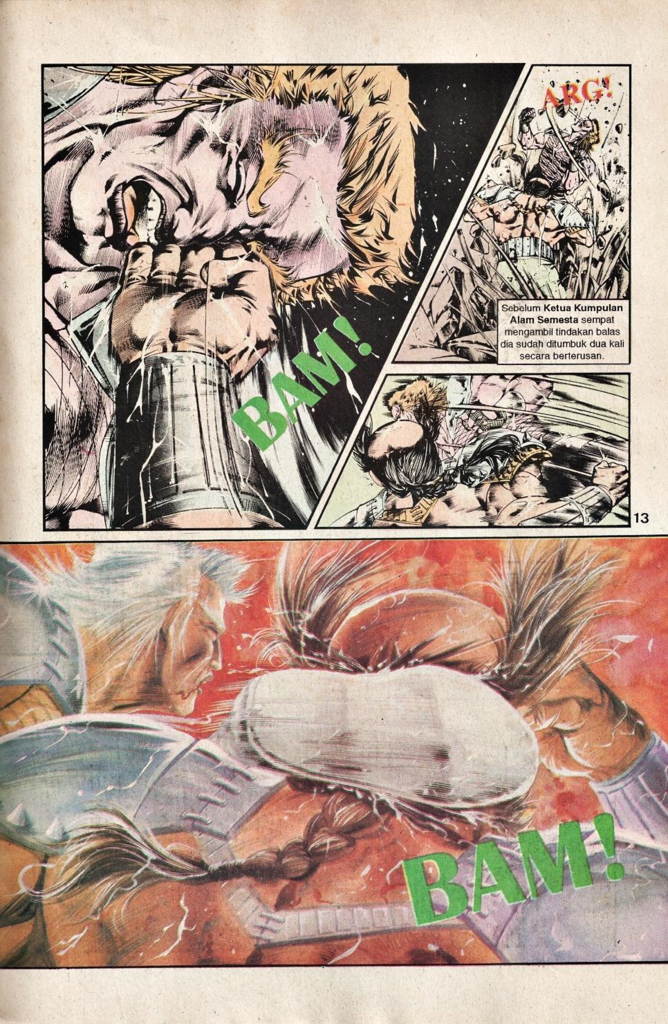 BAM!
ARG!
Sebelum Ketua Kumpulan
Alam Semesta sempat
mengambil tindakan balas
dia sudah ditumbuk dua kali
secara berterusan.
13
BAM!